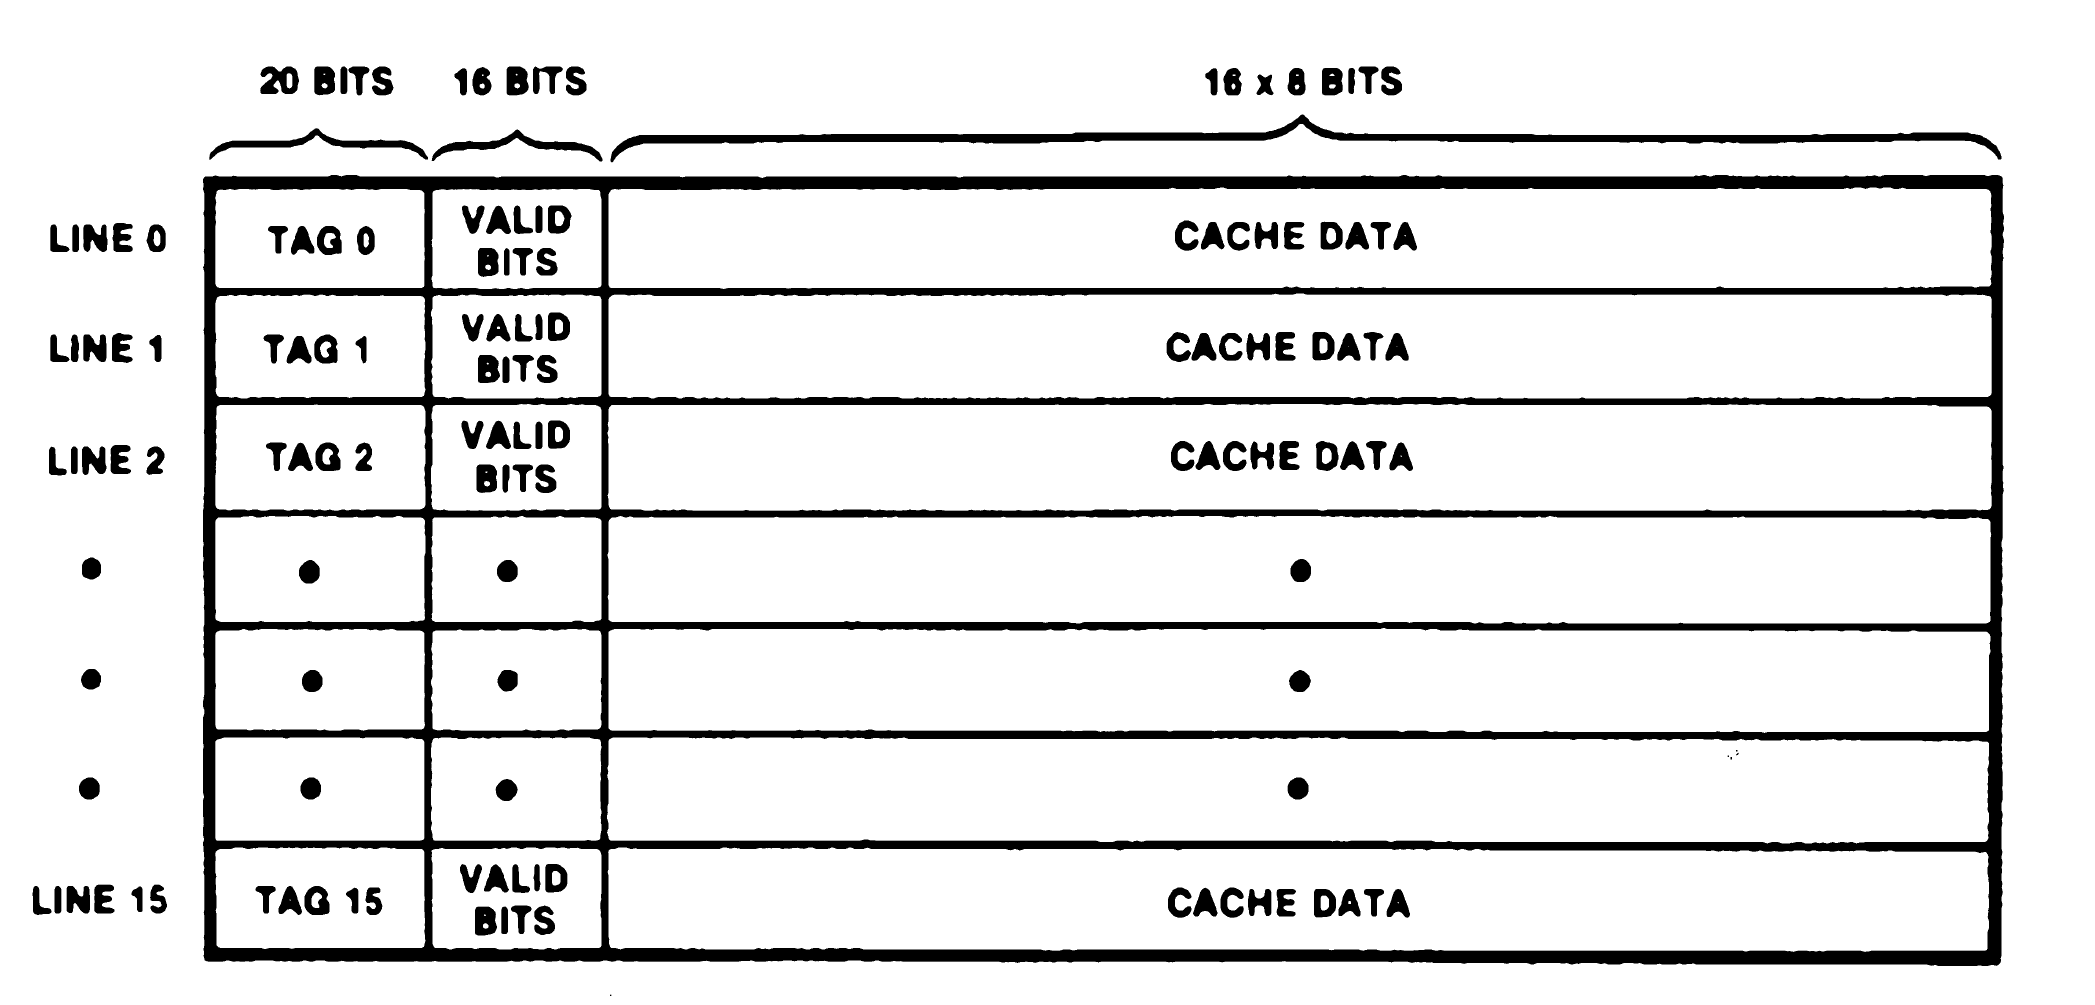 20 BITS 16 BITS 16 x 8 BITS
LINE 0 TAG 0 VALID BITS CACHE DATA
LINE 1 TAG 1 VALID BITS CACHE DATA
LINE 2 TAG 2 VALID BITS CACHE DATA
LINE 15 TAG 15 VALID BITS CACHE DATA